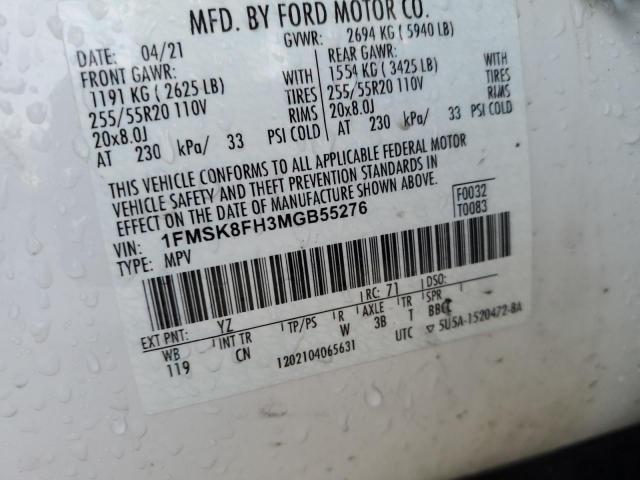 MFD. BY FORD MOTOR CO.
DATE: 04/21 GVWR: 2694 KG (5940 LB)
FRONT GAWR: REAR GAWR:
1191 KG (2625 LB) WITH 1554 KG (3425 LB) WITH
255/55R20 110V TIRES 255/55R20 110V TIRES
20x8.0J RIMS 20x8.0J RIMS
AT 230 kPa/ 33 PSI COLD AT 230 kPa/ 33 PSI COLD
THIS VEHICLE CONFORMS TO ALL APPLICABLE FEDERAL MOTOR
VEHICLE SAFETY AND THEFT PREVENTION STANDARDS IN
EFFECT ON THE DATE OF MANUFACTURE SHOWN ABOVE.
VIN: 1FMSK8FH3MGB55276 F0032
TYPE: MPV T0083
EXT PNT: YZ RC: 71 DSO:
WB INT TR TP/PS R AXLE TR SPR
119 CN W 3B T BBCC
1202104065631 UTC ▽ SU5A-1520472-BA